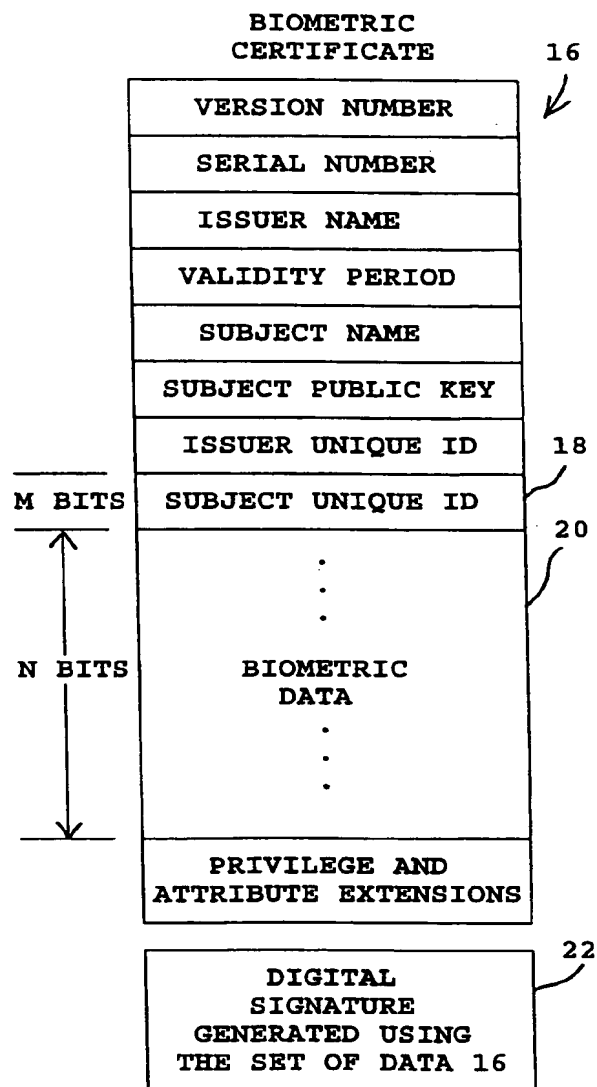 BIOMETRIC
CERTIFICATE
16
VERSION NUMBER
SERIAL NUMBER
ISSUER NAME
VALIDITY PERIOD
SUBJECT NAME
SUBJECT PUBLIC KEY
ISSUER UNIQUE ID
18
M BITS
SUBJECT UNIQUE ID
20
N BITS
BIOMETRIC
DATA
PRIVILEGE AND
ATTRIBUTE EXTENSIONS
22
DIGITAL
SIGNATURE
GENERATED USING
THE SET OF DATA 16